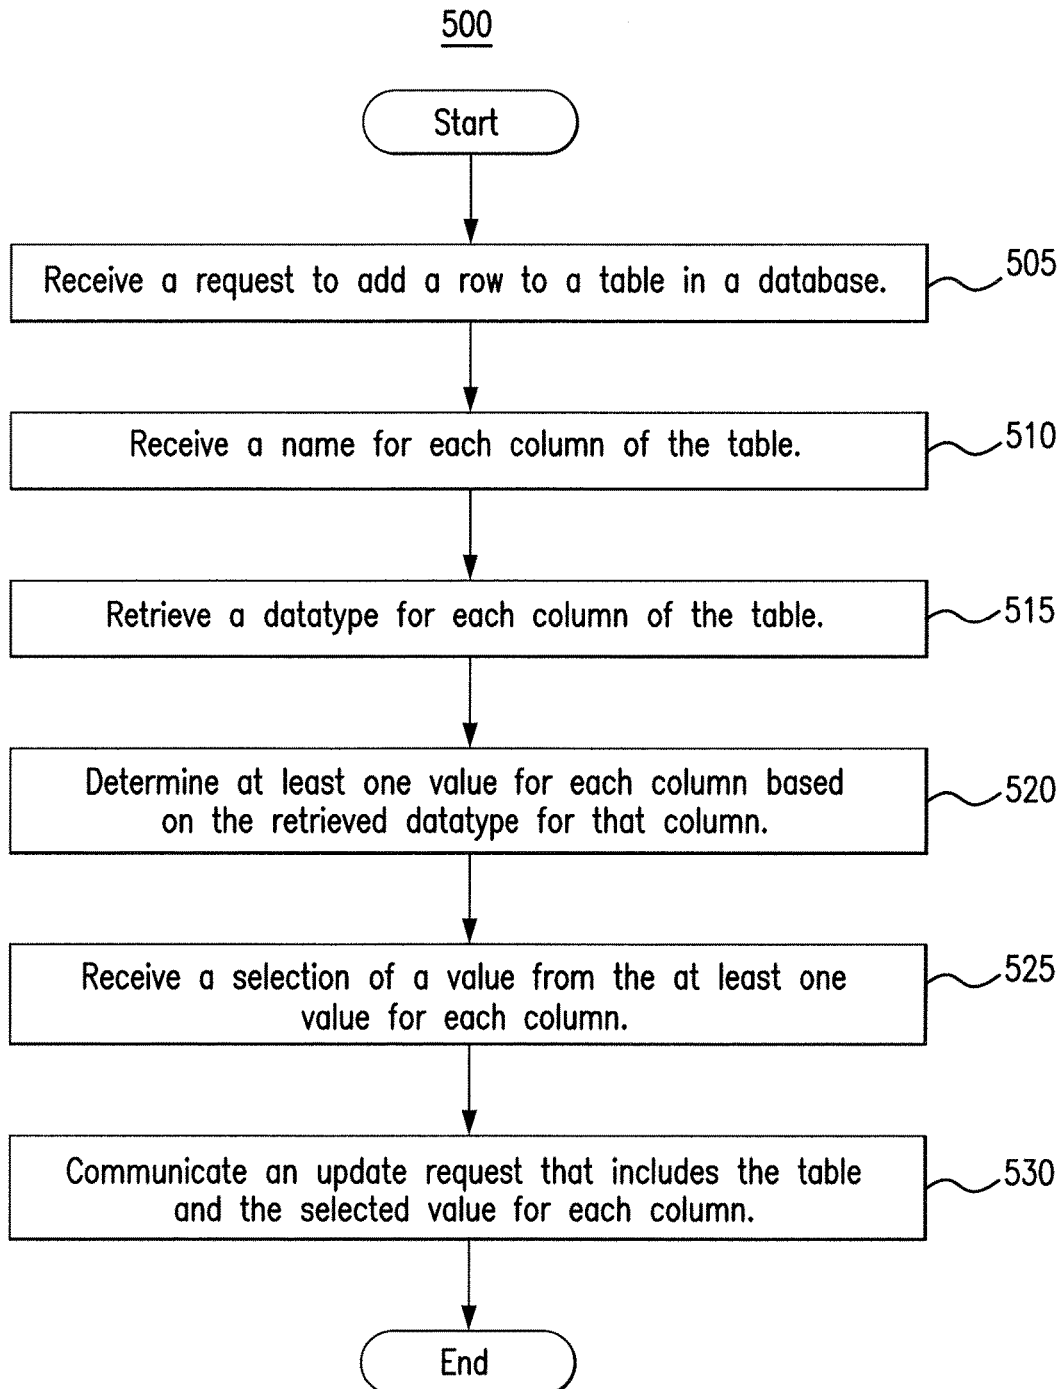 500
Start
Receive a request to add a row to a table in a database.
505
Receive a name for each column of the table.
510
Retrieve a datatype for each column of the table.
515
Determine at least one value for each column based
on the retrieved datatype for that column.
520
Receive a selection of a value from the at least one
value for each column.
525
Communicate an update request that includes the table
and the selected value for each column.
530
End